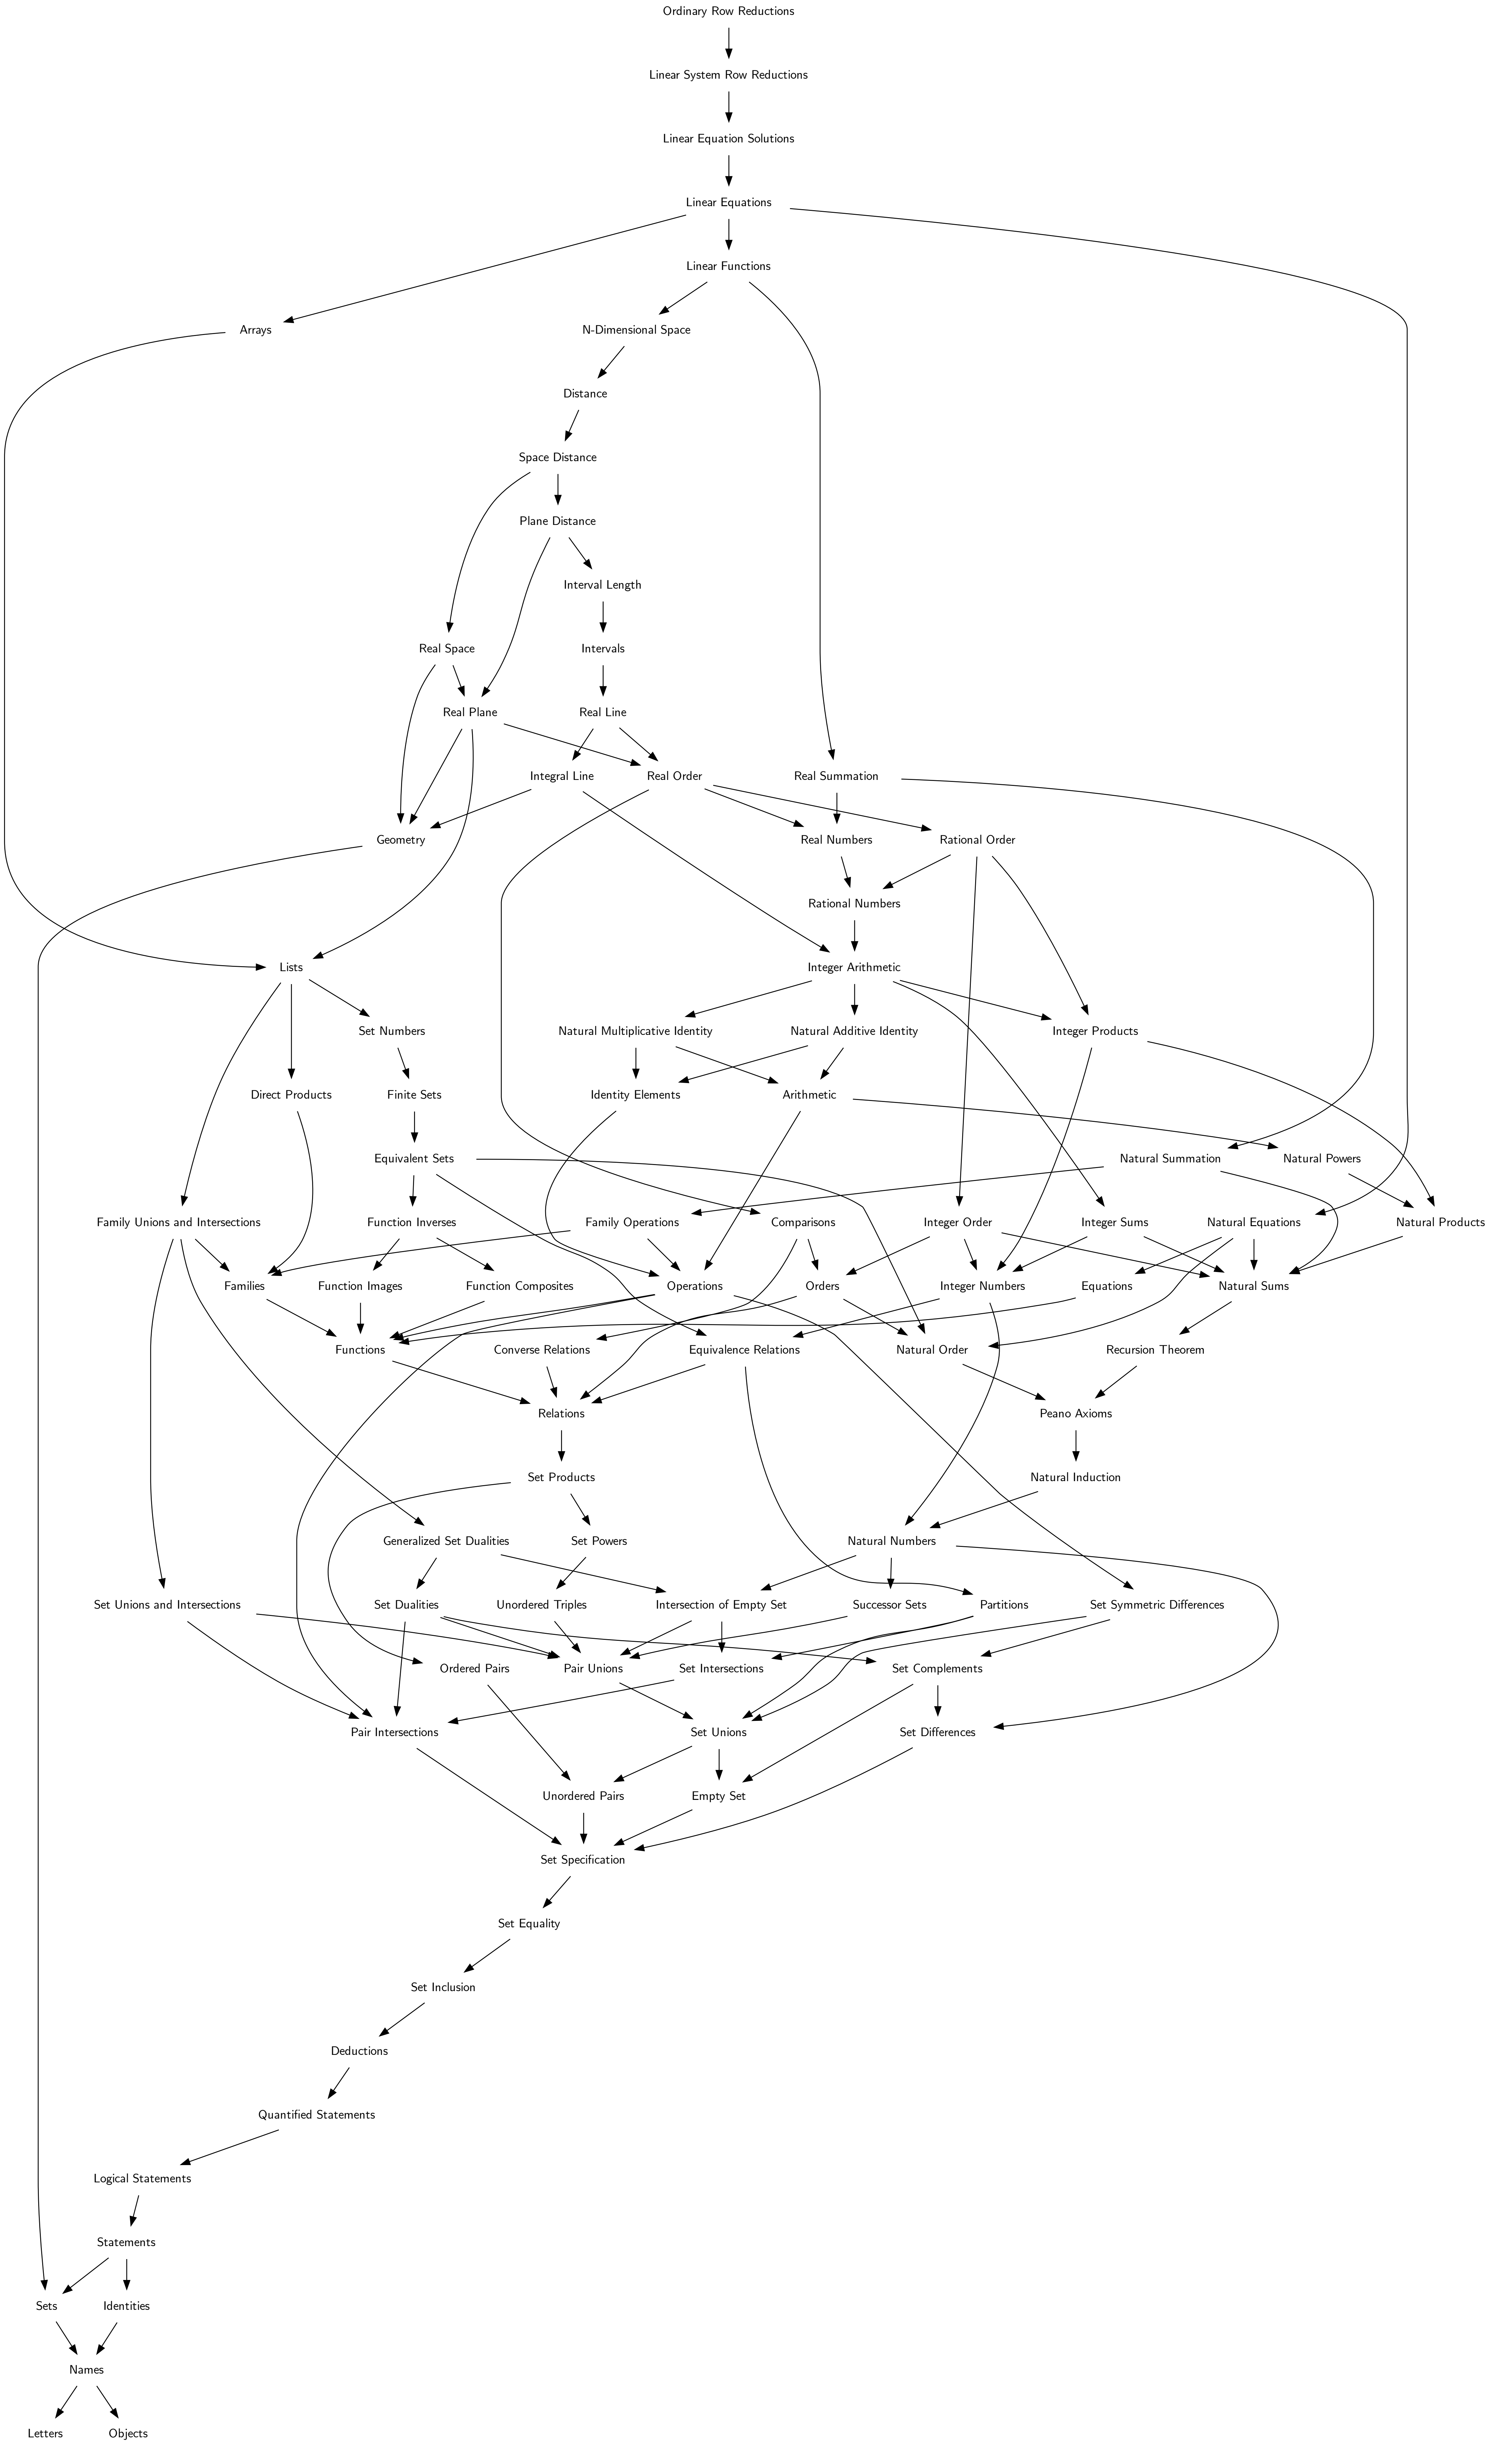 Ordinary Row Reductions
Linear System Row Reductions
Linear Equation Solutions
Linear Equations
Linear Functions
Arrays
N-Dimensional Space
Distance
Space Distance
Plane Distance
Interval Length
Real Space
Intervals
Real Plane
Real Line
Integral Line
Real Order
Real Summation
Geometry
Real Numbers
Rational Order
Rational Numbers
Lists
Integer Arithmetic
Set Numbers
Natural Multiplicative Identity
Natural Additive Identity
Integer Products
Direct Products
Finite Sets
Identity Elements
Arithmetic
Equivalent Sets
Natural Summation
Natural Powers
Family Unions and Intersections
Function Inverses
Family Operations
Comparisons
Integer Order
Integer Sums
Natural Equations
Natural Products
Families
Function Images
Function Composites
Operations
Orders
Integer Numbers
Equations
Natural Sums
Functions
Converse Relations
Equivalence Relations
Natural Order
Recursion Theorem
Relations
Peano Axioms
Set Products
Natural Induction
Generalized Set Dualities
Set Powers
Natural Numbers
Set Unions and Intersections
Set Dualities
Unordered Triples
Intersection of Empty Set
Successor Sets
Partitions
Set Symmetric Differences
Ordered Pairs
Pair Unions
Set Intersections
Set Complements
Pair Intersections
Set Unions
Set Differences
Unordered Pairs
Empty Set
Set Specification
Set Equality
Set Inclusion
Deductions
Quantified Statements
Logical Statements
Statements
Sets
Identities
Names
Letters
Objects